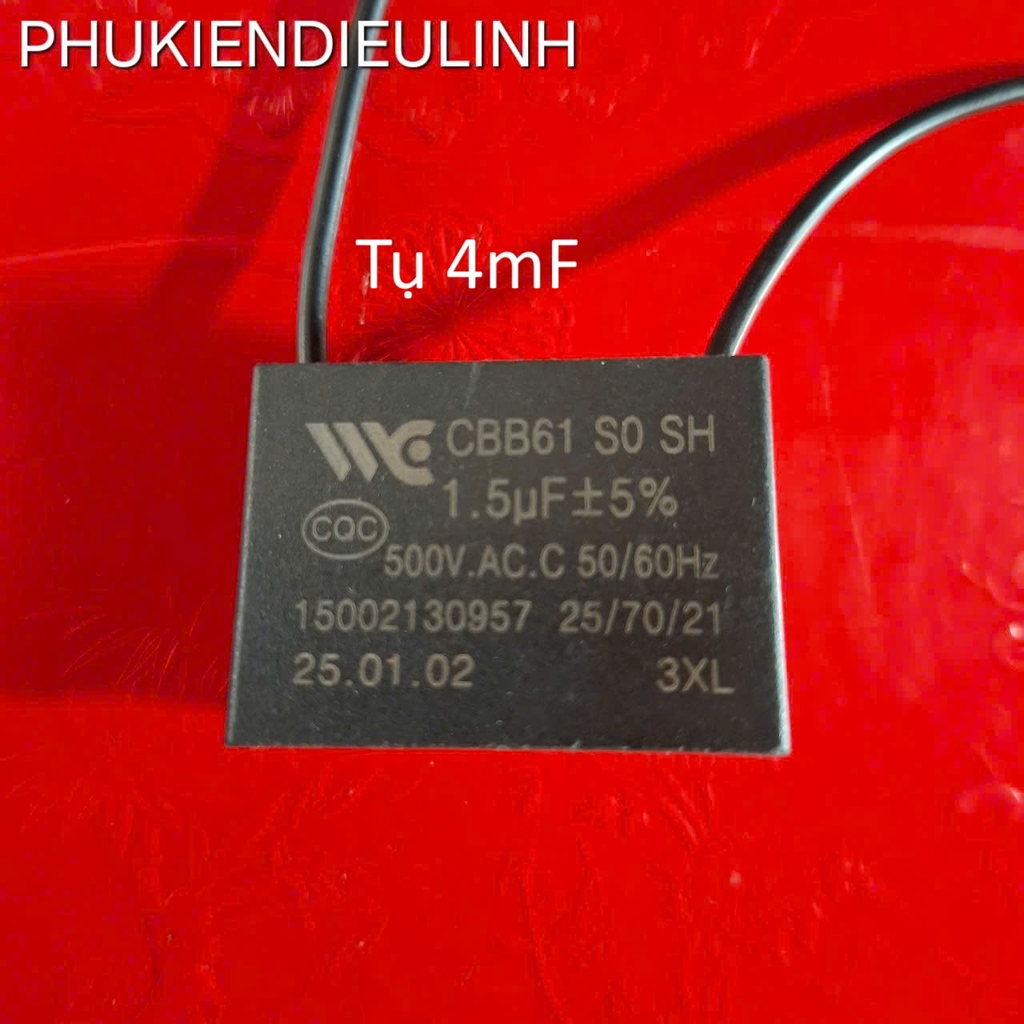 PHUKIENDIEULINH
Tụ 4mF
CBB61 S0 SH
1.5µF±5%
CQC
500V.AC.C 50/60Hz
15002130957 25/70/21
25.01.02 3XL